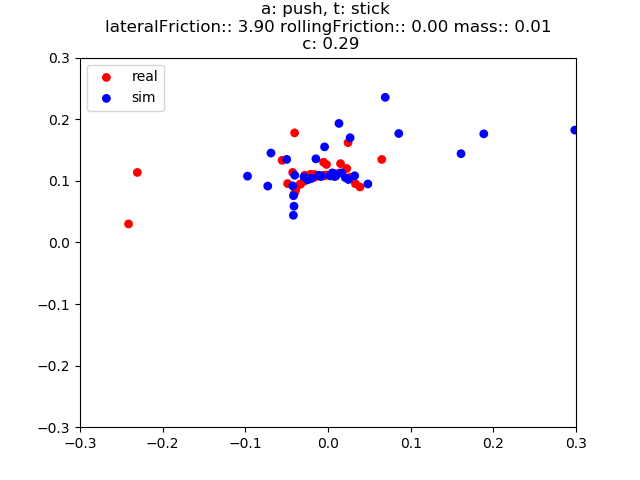 a: push, t: stick
lateralFriction:: 3.90 rollingFriction:: 0.00 mass:: 0.01
c: 0.29
real
sim
0.3
0.2
0.1
0.0
−0.1
−0.2
−0.3
−0.3 −0.2 −0.1 0.0 0.1 0.2 0.3